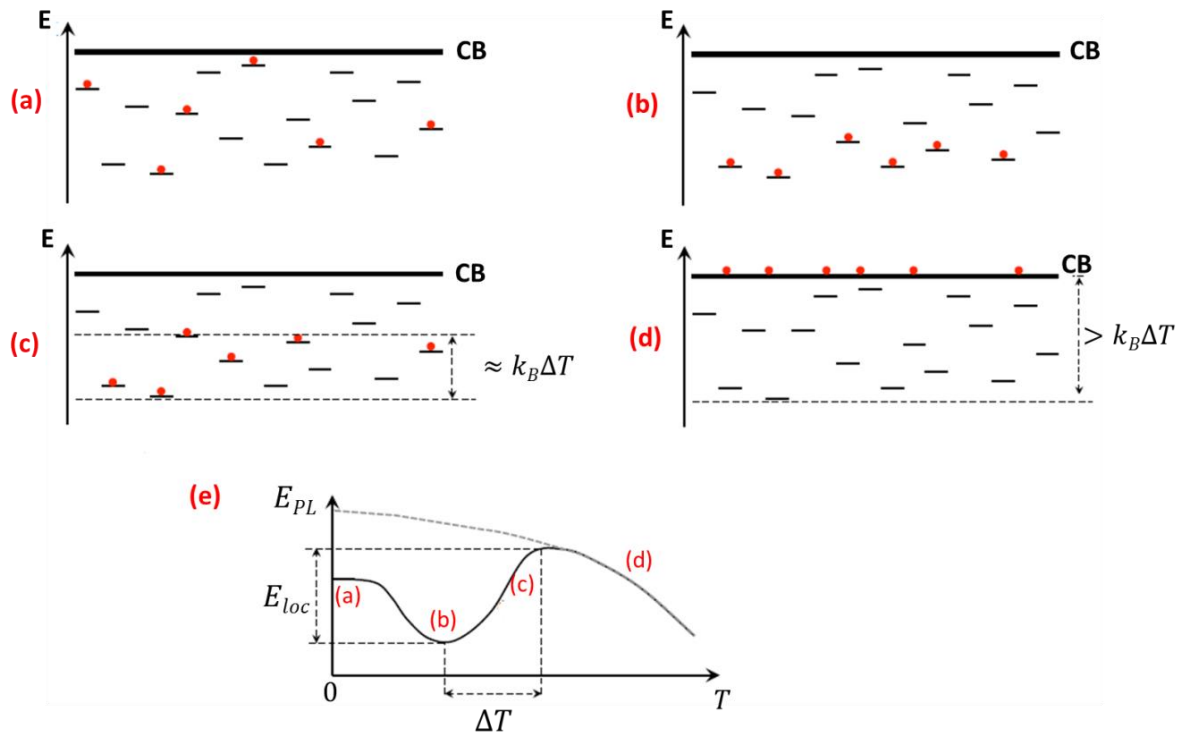 E
CB
(a)
E
CB
(b)
E
CB
(c)
≈ k_BΔT
E
CB
(d)
> k_BΔT
(e)
E_PL
(d)
(a)
(c)
E_loc
(b)
0
T
ΔT